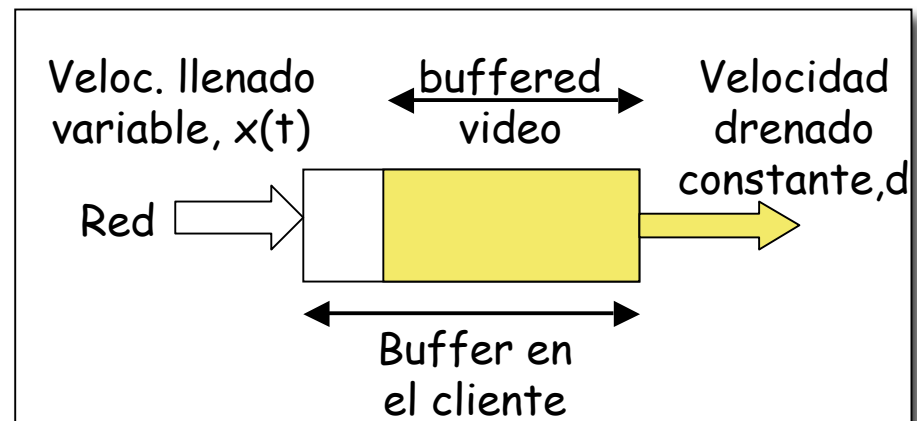 Veloc. llenado
variable, x(t)
buffered
video
Velocidad
drenado
constante,d
Red
Buffer en
el cliente